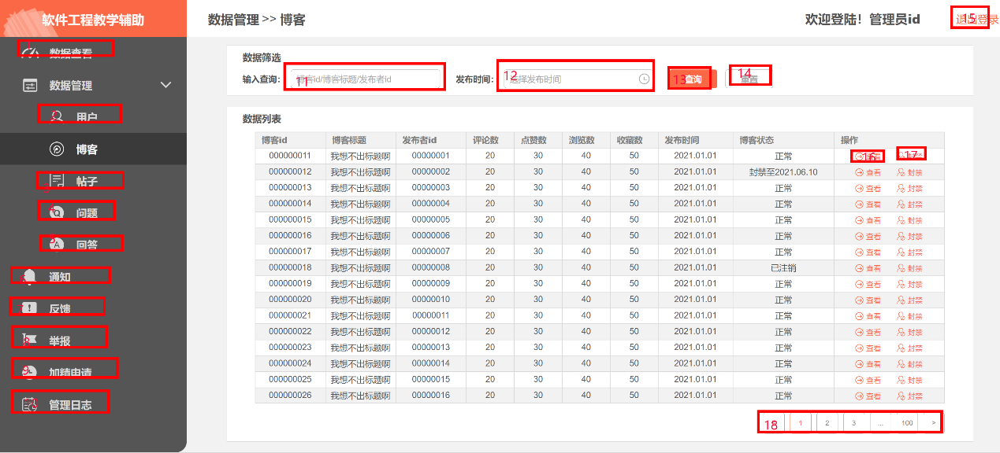 软件工程教学辅助
数据管理 >> 博客
欢迎登陆！管理员id
15
退出登录
1
数据查看
数据管理
用户
博客
3
帖子
4
问题
5
回答
通知
7
反馈
8
举报
9
加精申请
管理日志
数据筛选
输入查询：
11
博客id/博客标题/发布者id
发布时间：
12
选择发布时间
13
查询
14
重置
数据列表
博客id 博客标题 发布者id 评论数 点赞数 浏览数 收藏数 发布时间 博客状态 操作
000000011 我想不出标题啊 00000001 20 30 40 50 2021.01.01 正常 16 17
000000012 我想不出标题啊 00000002 20 30 40 50 2021.01.01 封禁至2021.06.10 查看 封禁
000000013 我想不出标题啊 00000003 20 30 40 50 2021.01.01 正常 查看 封禁
000000014 我想不出标题啊 00000004 20 30 40 50 2021.01.01 正常 查看 封禁
000000015 我想不出标题啊 00000005 20 30 40 50 2021.01.01 正常 查看 封禁
000000016 我想不出标题啊 00000006 20 30 40 50 2021.01.01 正常 查看 封禁
000000017 我想不出标题啊 00000007 20 30 40 50 2021.01.01 正常 查看 封禁
000000018 我想不出标题啊 00000008 20 30 40 50 2021.01.01 已注销 查看 封禁
000000019 我想不出标题啊 00000009 20 30 40 50 2021.01.01 正常 查看 封禁
000000020 我想不出标题啊 00000010 20 30 40 50 2021.01.01 正常 查看 封禁
000000021 我想不出标题啊 00000011 20 30 40 50 2021.01.01 正常 查看 封禁
000000022 我想不出标题啊 00000012 20 30 40 50 2021.01.01 正常 查看 封禁
000000023 我想不出标题啊 00000013 20 30 40 50 2021.01.01 正常 查看 封禁
000000024 我想不出标题啊 00000014 20 30 40 50 2021.01.01 正常 查看 封禁
000000025 我想不出标题啊 00000015 20 30 40 50 2021.01.01 正常 查看 封禁
000000026 我想不出标题啊 00000016 20 30 40 50 2021.01.01 正常 查看 封禁
18 1 2 3 ... 100 >